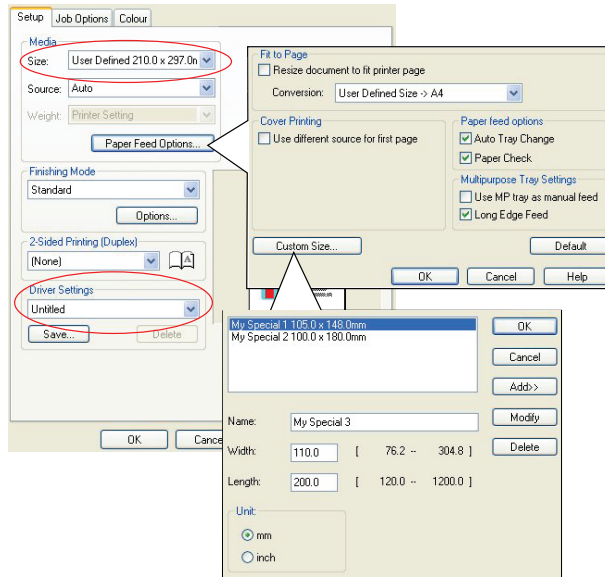 Setup Job Options Colour
Media
Size: User Defined 210.0 x 297.0n
Source: Auto
Weight: Printer Setting
Paper Feed Options...
Finishing Mode
Standard
Options...
2-Sided Printing (Duplex)
(None)
A
Driver Settings
Untitled
Save... Delete
OK Cance
Fit to Page
Resize document to fit printer page
Conversion: User Defined Size -> A4
Cover Printing
Use different source for first page
Paper feed options
Auto Tray Change
Paper Check
Multipurpose Tray Settings
Use MP tray as manual feed
Long Edge Feed
Custom Size... Default
OK Cancel Help
My Special 1 105.0 x 148.0mm
My Special 2 100.0 x 180.0mm
OK
Cancel
Add>>
Modify
Delete
Name: My Special 3
Width: 110.0 [ 76.2 -- 304.8 ]
Length: 200.0 [ 120.0 -- 1200.0 ]
Unit:
mm
inch